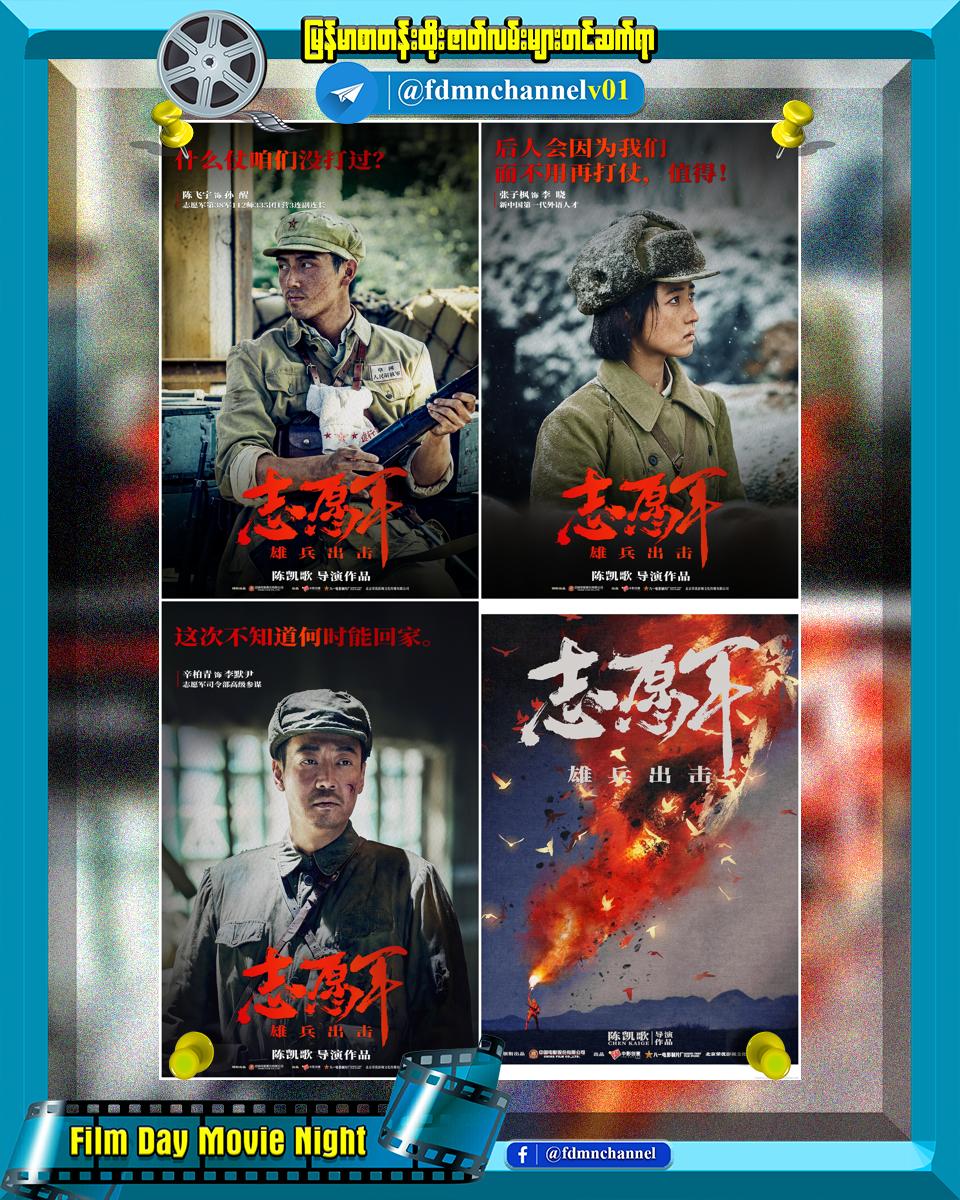 မြန်မာစာတန်းထိုးဇာတ်လမ်းများတင်ဆက်ရာ
@fdmnchannelv01
什么仗咱们没打过？
陈飞宇 饰 孙 醒
志愿军第38军112师335团1营3连副连长
中国
人民解放军
志愿军
雄兵出击
陈凯歌 导演作品
后人会因为我们
而不用再打仗，值得！
张子枫 饰 李 晓
新中国第一代外语人才
志愿军
雄兵出击
陈凯歌 导演作品
这次不知道何时能回家。
辛柏青 饰 李默尹
志愿军司令部高级参谋
志愿军
雄兵出击
陈凯歌 导演作品
志愿军
雄兵出击
陈凯歌 导演
CHEN KAIGE 作品
Film Day Movie Night
@fdmnchannel